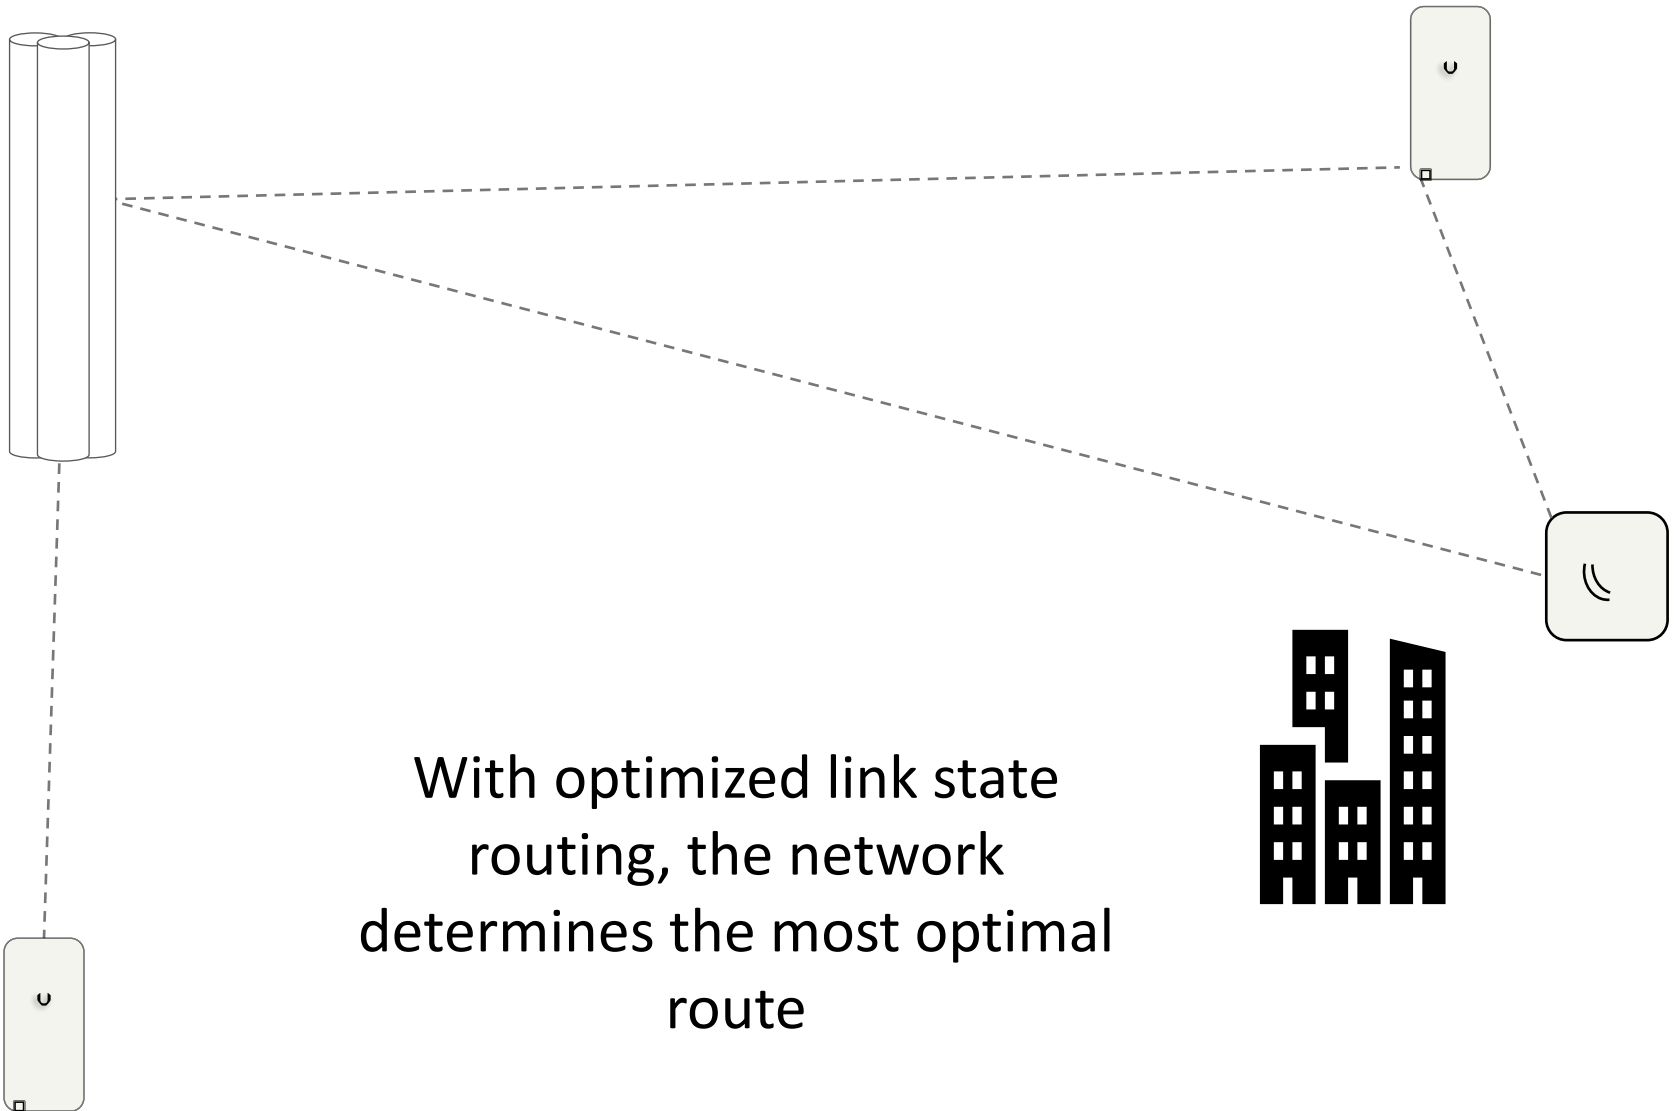 With optimized link state
routing, the network
determines the most optimal
route